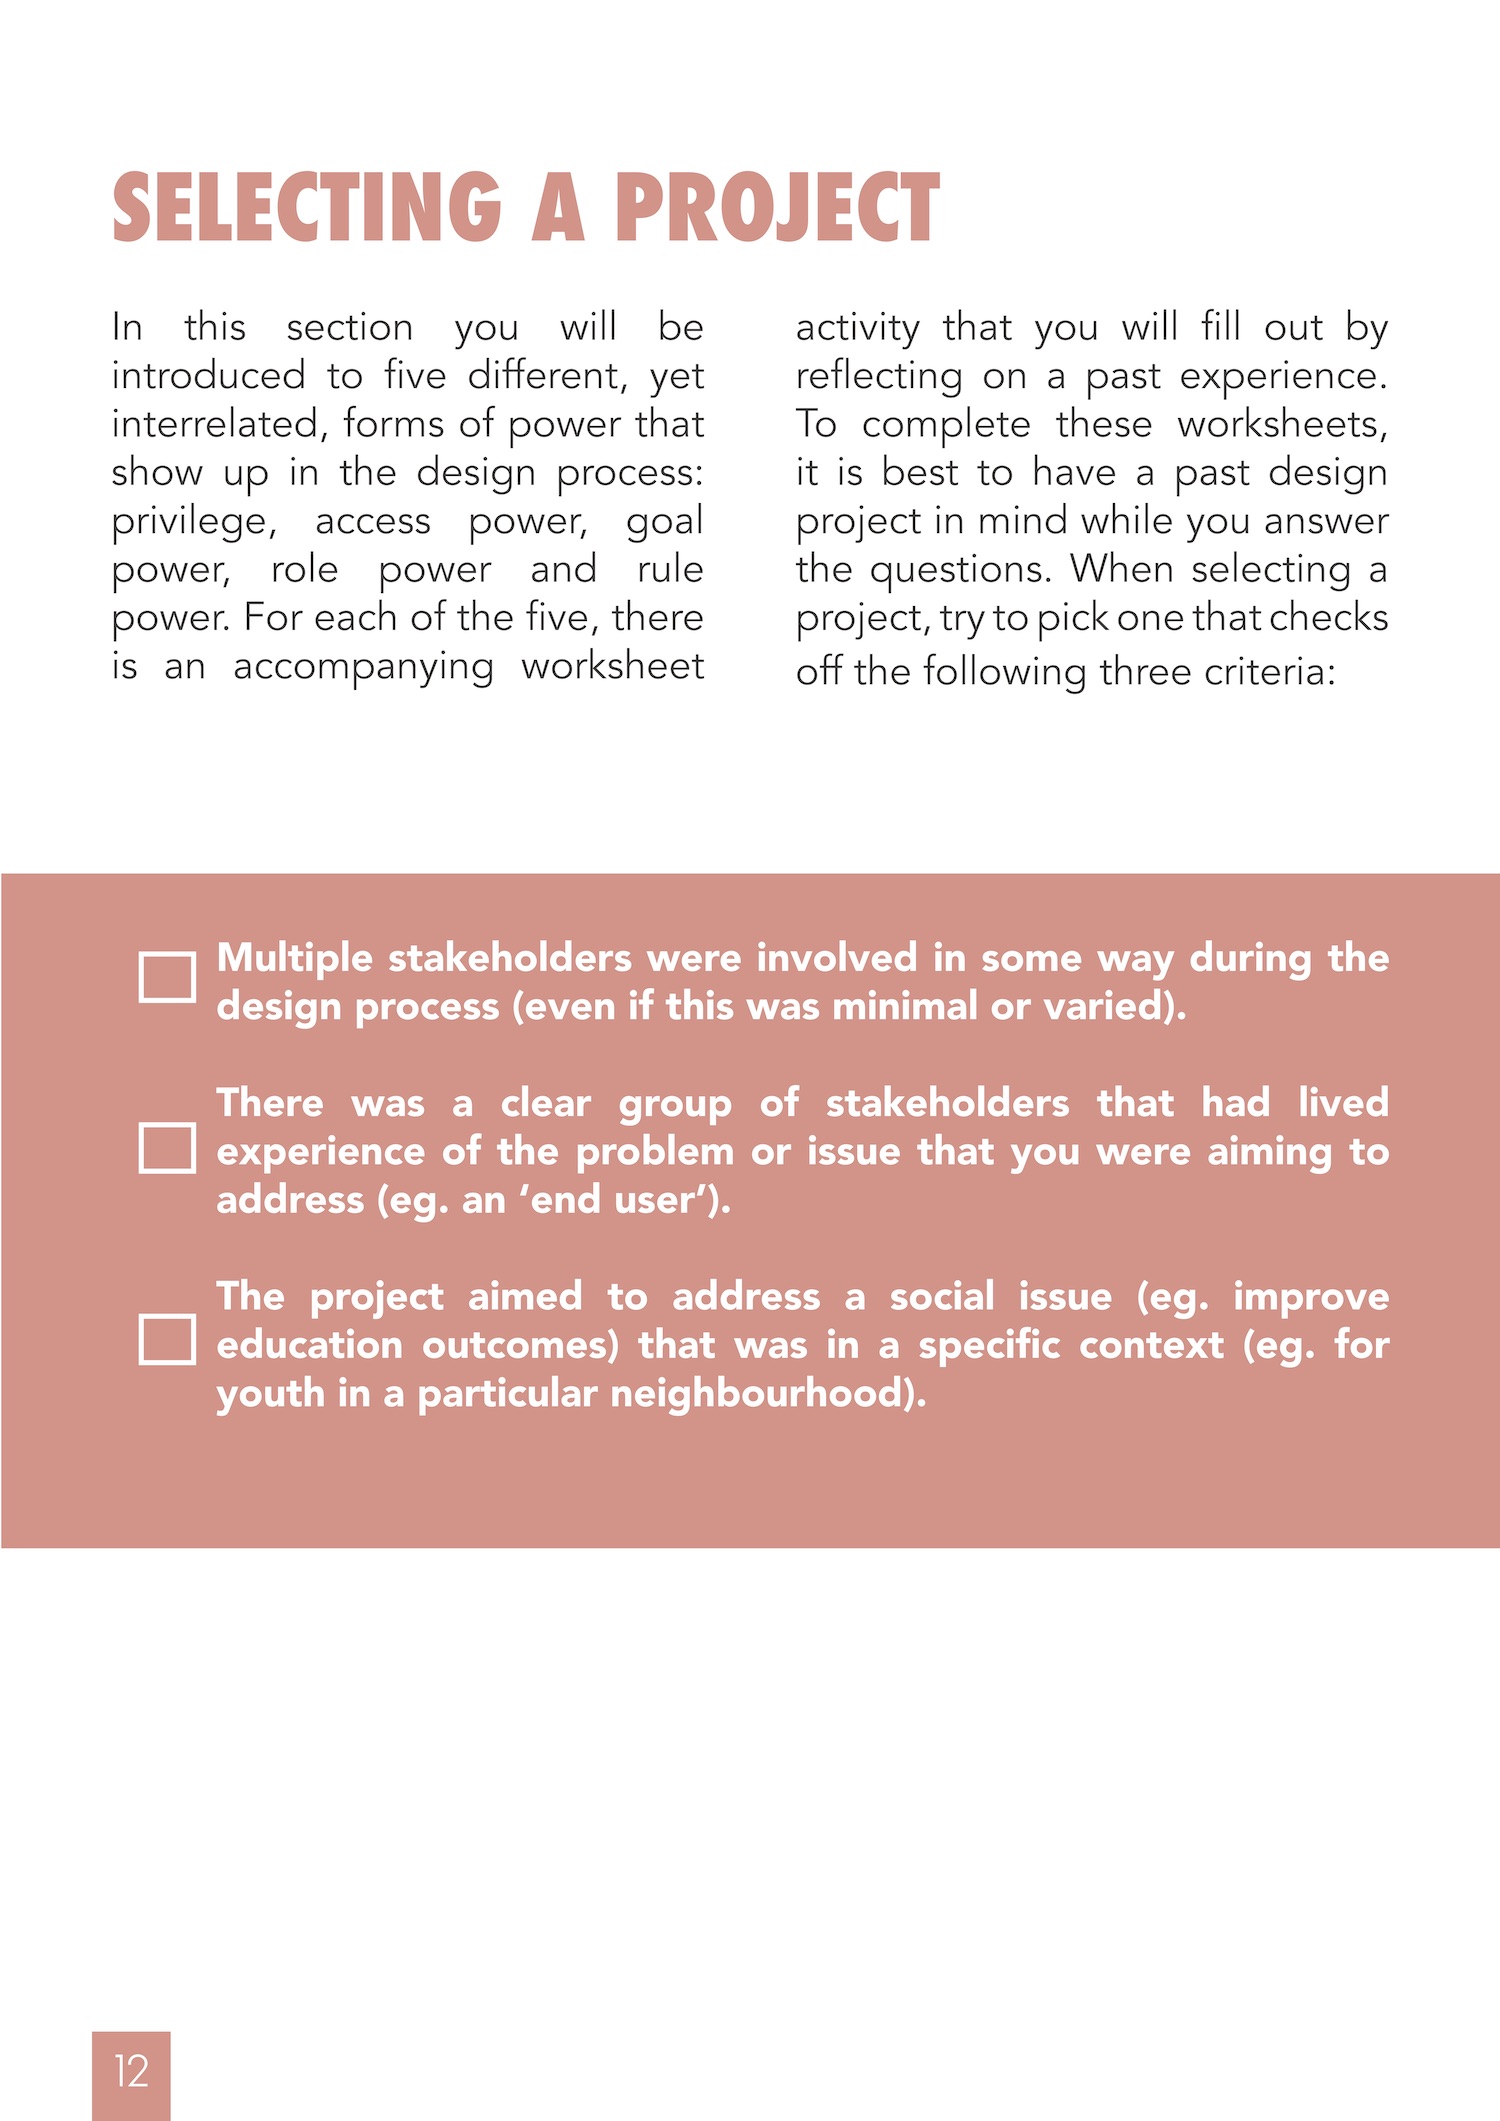 SELECTING A PROJECT
In this section you will be
introduced to five different, yet
interrelated, forms of power that
show up in the design process:
privilege, access power, goal
power, role power and rule
power. For each of the five, there
is an accompanying worksheet
activity that you will fill out by
reflecting on a past experience.
To complete these worksheets,
it is best to have a past design
project in mind while you answer
the questions. When selecting a
project, try to pick one that checks
off the following three criteria:
Multiple stakeholders were involved in some way during the
design process (even if this was minimal or varied).
There was a clear group of stakeholders that had lived
experience of the problem or issue that you were aiming to
address (eg. an ‘end user’).
The project aimed to address a social issue (eg. improve
education outcomes) that was in a specific context (eg. for
youth in a particular neighbourhood).
12